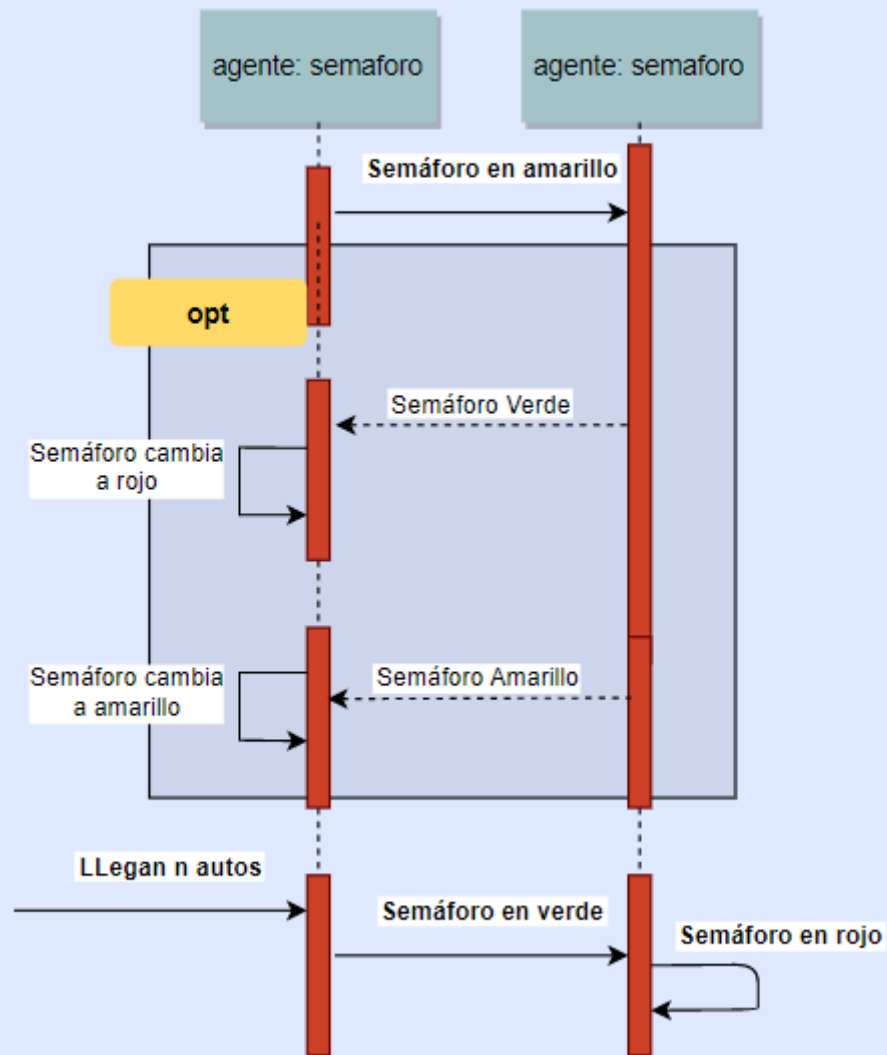 agente: semaforo
agente: semaforo
Semáforo en amarillo
opt
Semáforo Verde
Semáforo cambia
a rojo
Semáforo cambia
a amarillo
Semáforo Amarillo
LLegan n autos
Semáforo en verde
Semáforo en rojo